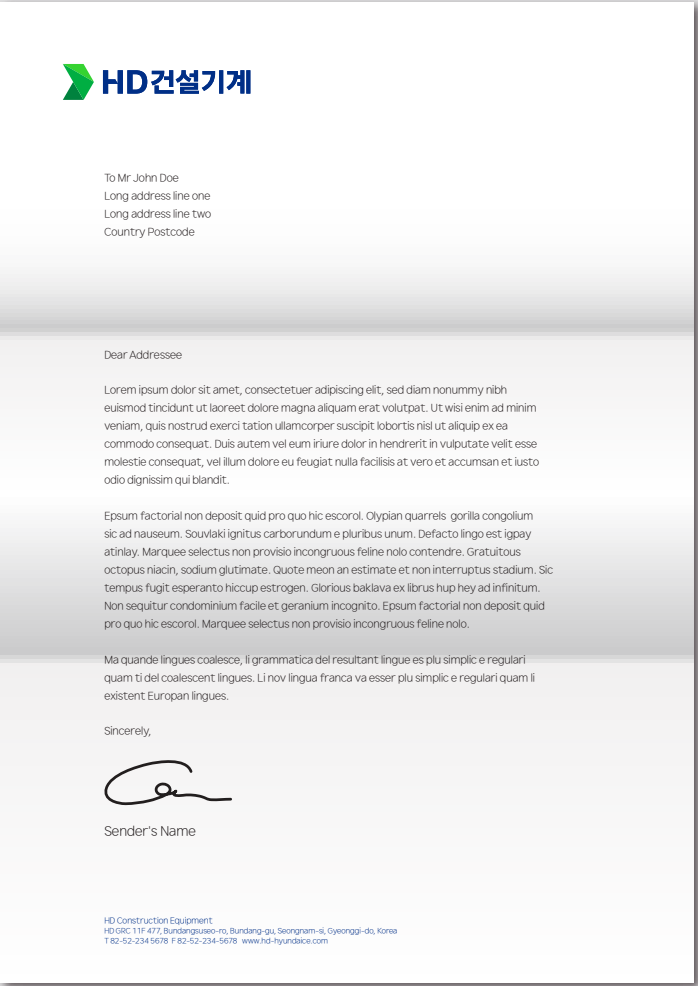 HD건설기계
To Mr John Doe
Long address line one
Long address line two
Country Postcode
Dear Addressee
Lorem ipsum dolor sit amet, consectetuer adipiscing elit, sed diam nonummy nibh
euismod tincidunt ut laoreet dolore magna aliquam erat volutpat. Ut wisi enim ad minim
veniam, quis nostrud exerci tation ullamcorper suscipit lobortis nisl ut aliquip ex ea
commodo consequat. Duis autem vel eum iriure dolor in hendrerit in vulputate velit esse
molestie consequat, vel illum dolore eu feugiat nulla facilisis at vero et accumsan et iusto
odio dignissim qui blandit.
Epsum factorial non deposit quid pro quo hic escorol. Olypian quarrels gorilla congolium
sic ad nauseum. Souvlaki ignitus carborundum e pluribus unum. Defacto lingo est igpay
atinlay. Marquee selectus non provisio incongruous feline nolo contendre. Gratuitous
octopus niacin, sodium glutimate. Quote meon an estimate et non interruptus stadium. Sic
tempus fugit esperanto hiccup estrogen. Glorious baklava ex librus hup hey ad infinitum.
Non sequitur condominium facile et geranium incognito. Epsum factorial non deposit quid
pro quo hic escorol. Marquee selectus non provisio incongruous feline nolo.
Ma quande lingues coalesce, li grammatica del resultant lingue es plu simplic e regulari
quam ti del coalescent lingues. Li nov lingua franca va esser plu simplic e regulari quam li
existent Europan lingues.
Sincerely,
Sender's Name
HD Construction Equipment
HD GRC 11F 477, Bundangsuseo-ro, Bundang-gu, Seongnam-si, Gyeonggi-do, Korea
T 82-52-234 5678 F 82-52-234-5678 www.hd-hyundaice.com